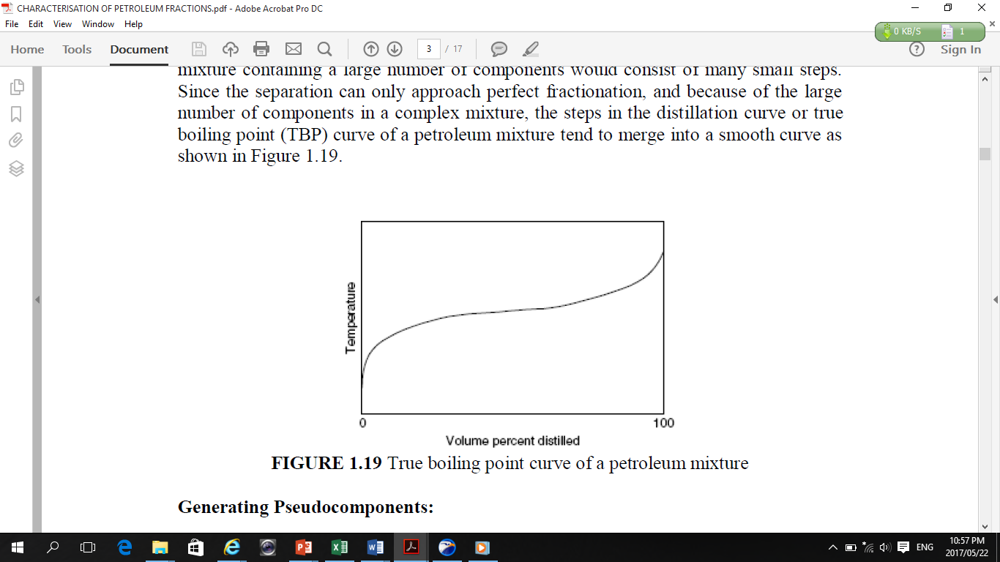 CHARACTERISATION OF PETROLEUM FRACTIONS.pdf - Adobe Acrobat Pro DC
File Edit View Window Help
0 KB/S 1
Home Tools Document 3 / 17 Sign In
mixture containing a large number of components would consist of many small steps.
Since the separation can only approach perfect fractionation, and because of the large
number of components in a complex mixture, the steps in the distillation curve or true
boiling point (TBP) curve of a petroleum mixture tend to merge into a smooth curve as
shown in Figure 1.19.
Temperature
0 100
Volume percent distilled
FIGURE 1.19 True boiling point curve of a petroleum mixture
Generating Pseudocomponents:
ENG
10:57 PM
2017/05/22